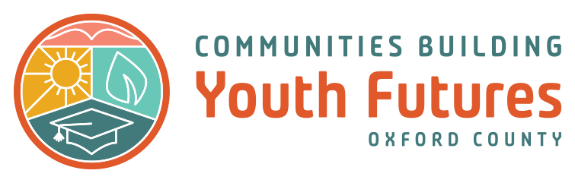 COMMUNITIES BUILDING
Youth Futures
OXFORD COUNTY